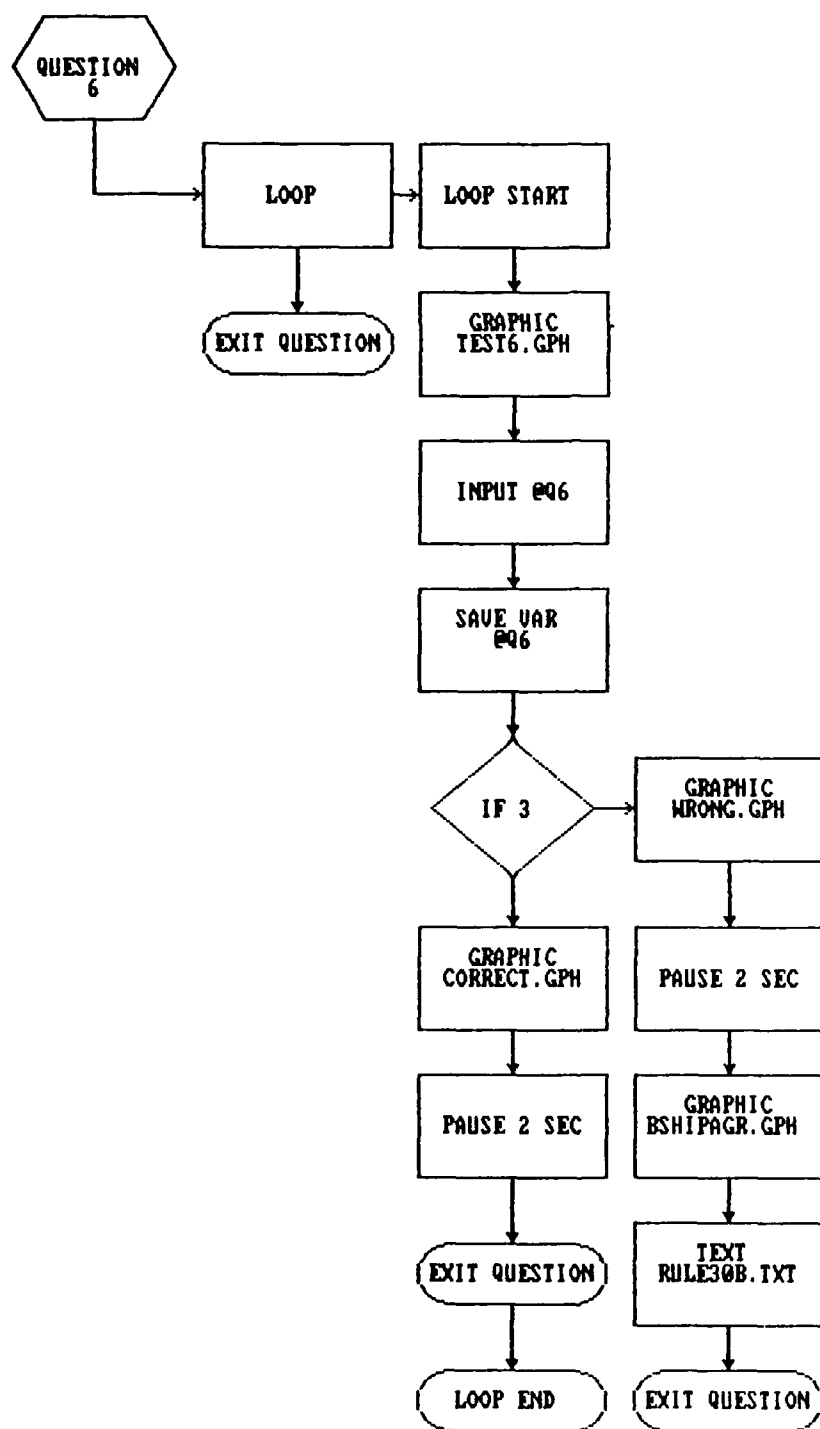 QUESTION
6
LOOP
LOOP START
EXIT QUESTION
GRAPHIC
TEST6.GPH
INPUT @Q6
SAVE VAR
@Q6
IF 3
GRAPHIC
WRONG.GPH
GRAPHIC
CORRECT.GPH
PAUSE 2 SEC
PAUSE 2 SEC
GRAPHIC
BSHIPAGR.GPH
EXIT QUESTION
TEXT
RULE30B.TXT
LOOP END
EXIT QUESTION